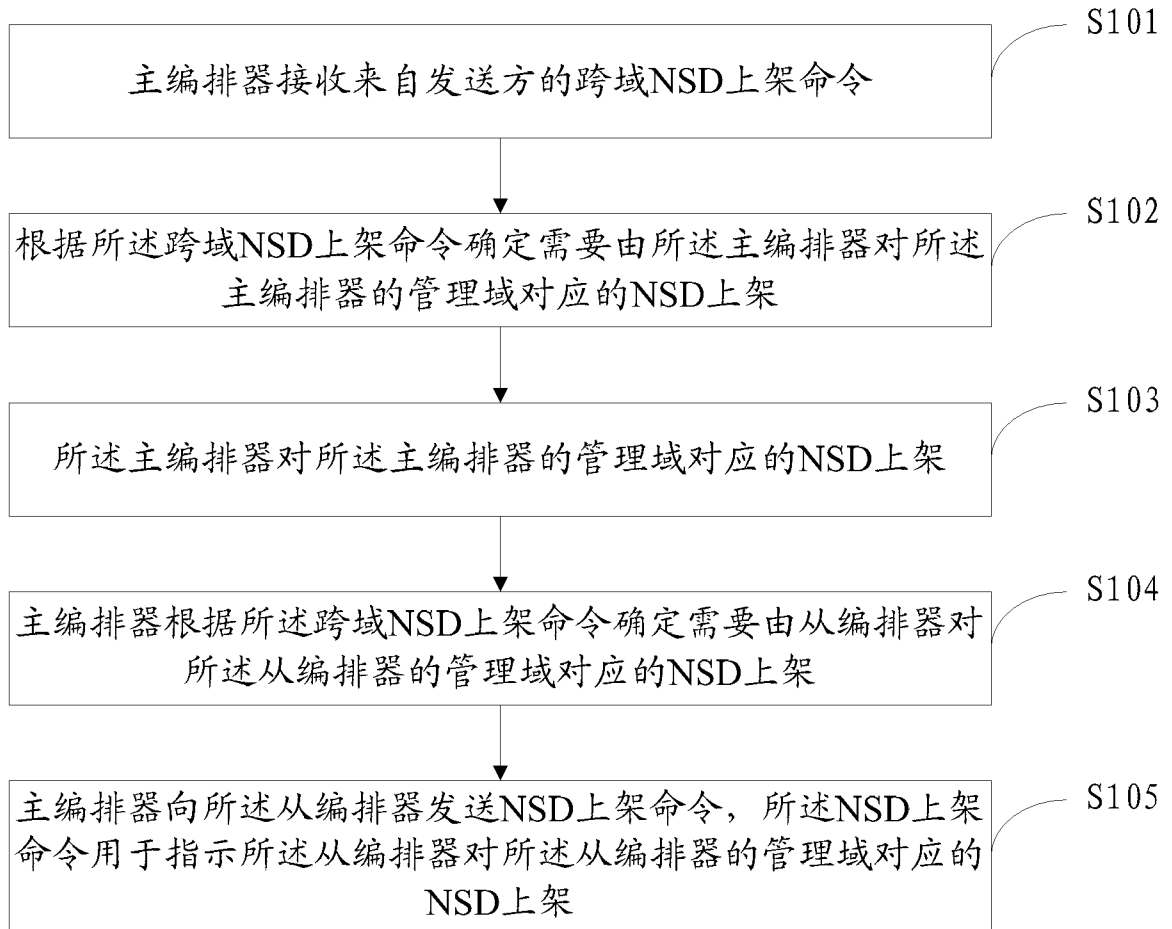 S101
主编排器接收来自发送方的跨域NSD上架命令
S102
根据所述跨域NSD上架命令确定需要由所述主编排器对所述
主编排器的管理域对应的NSD上架
S103
所述主编排器对所述主编排器的管理域对应的NSD上架
S104
主编排器根据所述跨域NSD上架命令确定需要由从编排器对
所述从编排器的管理域对应的NSD上架
S105
主编排器向所述从编排器发送NSD上架命令，所述NSD上架
命令用于指示所述从编排器对所述从编排器的管理域对应的
NSD上架